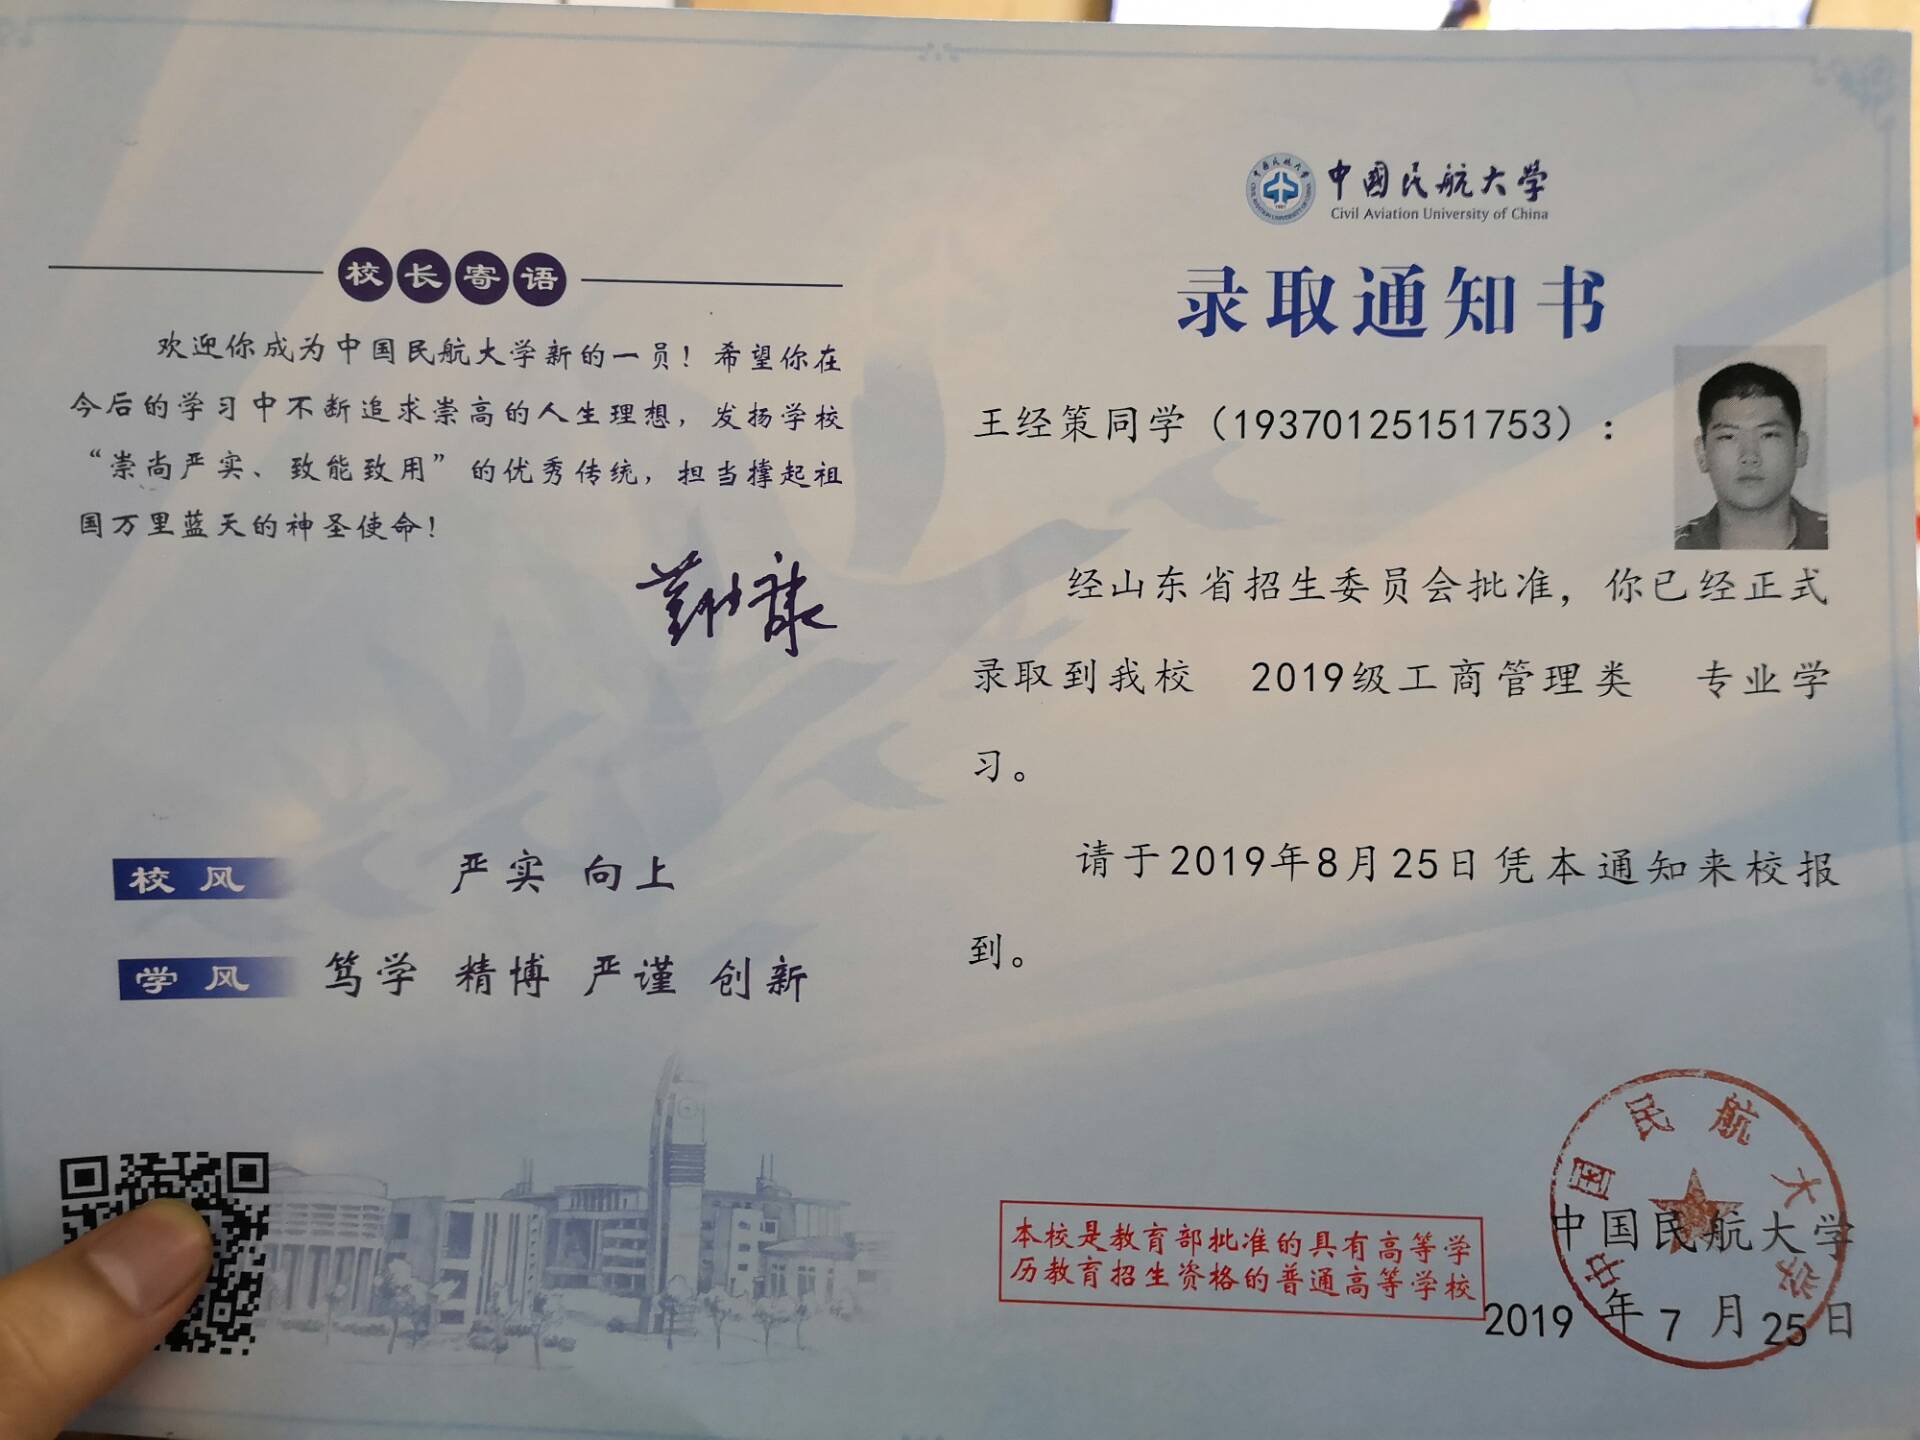 校长寄语
欢迎你成为中国民航大学新的一员！希望你在
今后的学习中不断追求崇高的人生理想，发扬学校
“崇尚严实、致能致用”的优秀传统，担当撑起祖
国万里蓝天的神圣使命！
校风 严实 向上
学风 笃学 精博 严谨 创新
中国民航大学
Civil Aviation University of China
录取通知书
王经策同学（19370125151753）：
经山东省招生委员会批准，你已经正式
录取到我校 2019级工商管理类 专业学
习。
请于2019年8月25日凭本通知来校报
到。
本校是教育部批准的具有高等学
历教育招生资格的普通高等学校
中国民航大学
中国民航大学
2019 年 7 月 25 日